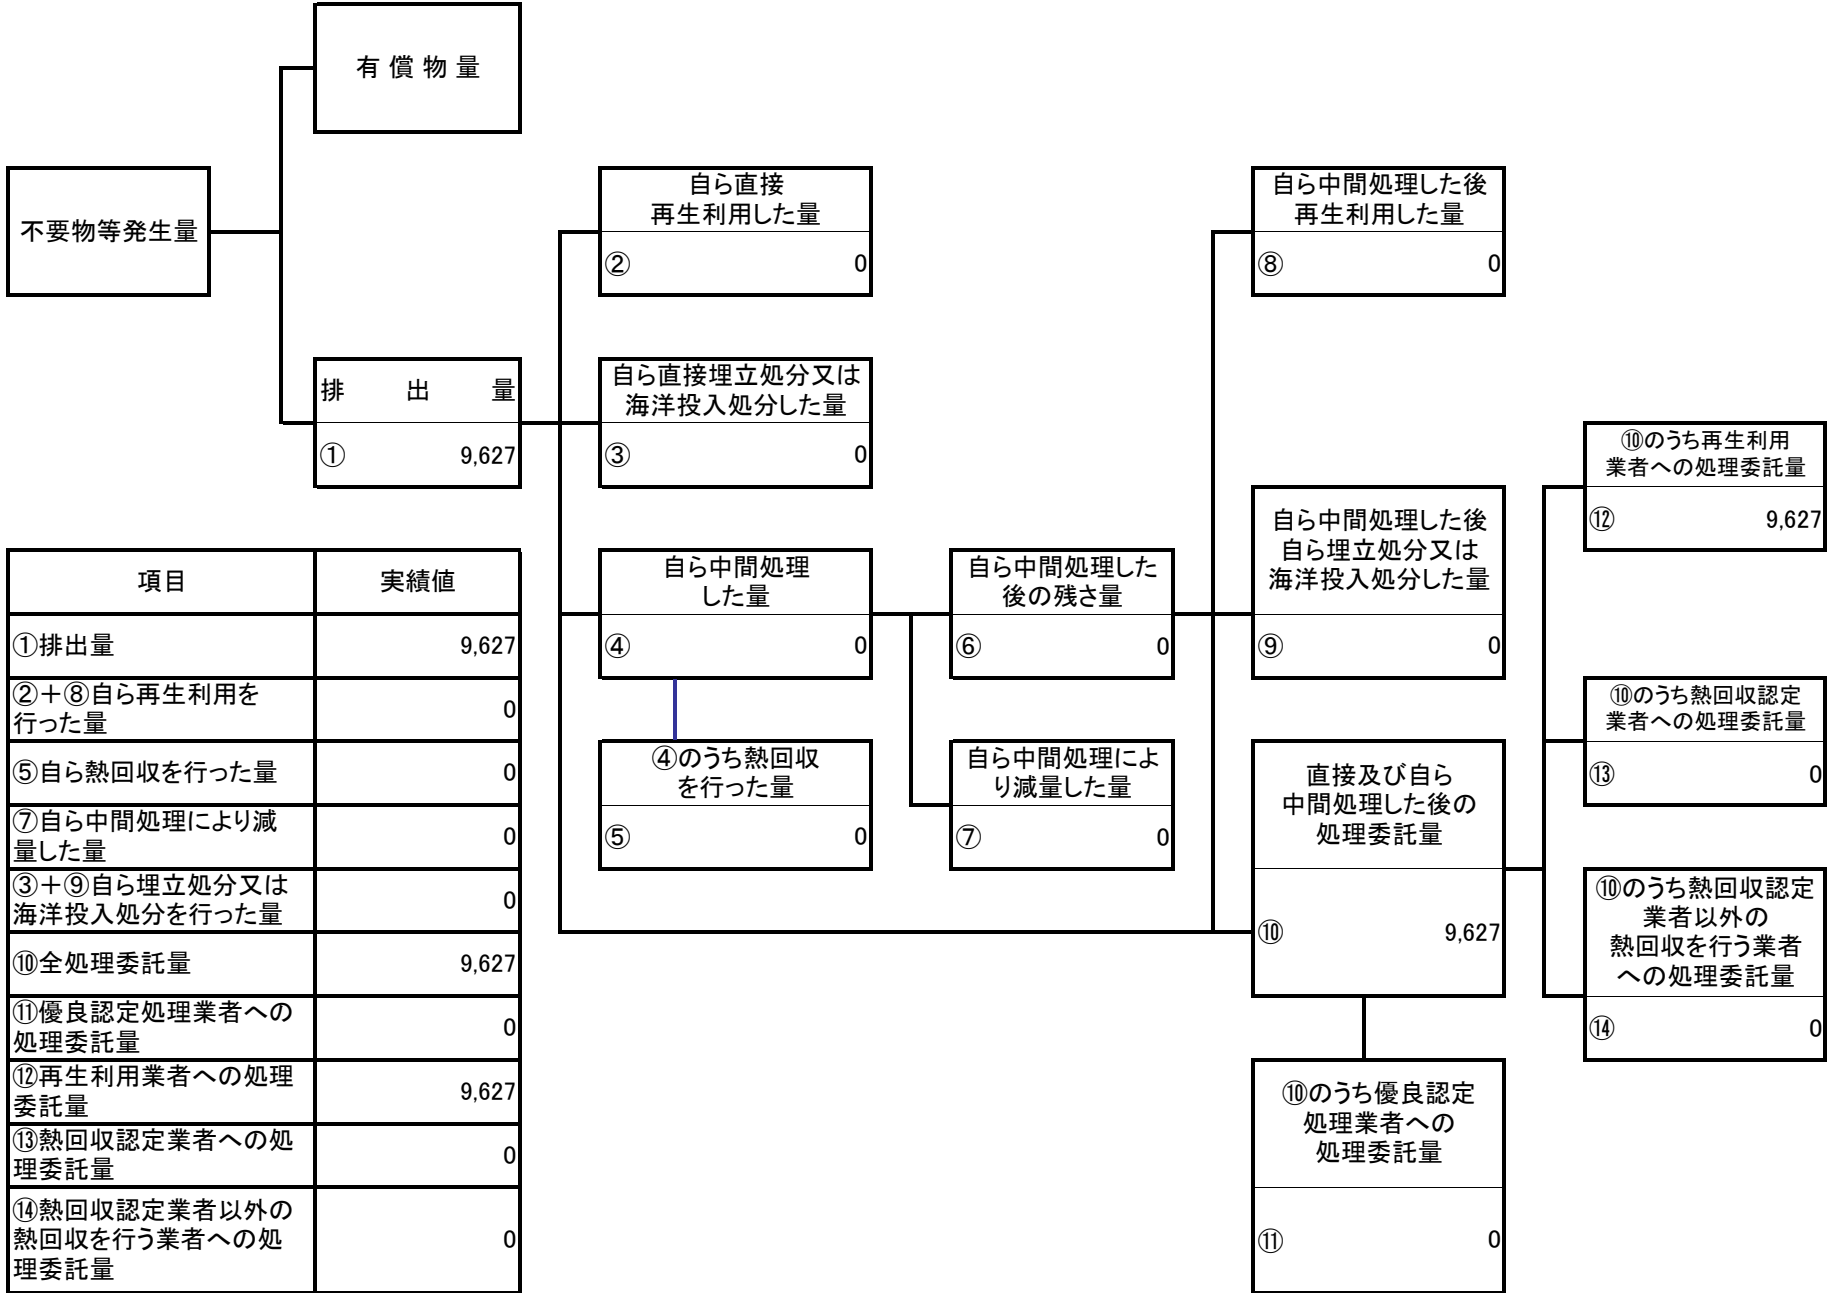 有償物量
不要物等発生量
排出量
① 9,627
自ら直接
再生利用した量
② 0
自ら直接埋立処分又は
海洋投入処分した量
③ 0
自ら中間処理
した量
④ 0
④のうち熱回収
を行った量
⑤ 0
自ら中間処理した
後の残さ量
⑥ 0
自ら中間処理によ
り減量した量
⑦ 0
自ら中間処理した後
再生利用した量
⑧ 0
自ら中間処理した後
自ら埋立処分又は
海洋投入処分した量
⑨ 0
直接及び自ら
中間処理した後の
処理委託量
⑩ 9,627
⑩のうち優良認定
処理業者への
処理委託量
⑪ 0
⑩のうち再生利用
業者への処理委託量
⑫ 9,627
⑩のうち熱回収認定
業者への処理委託量
⑬ 0
⑩のうち熱回収認定
業者以外の
熱回収を行う業者
への処理委託量
⑭ 0
項目 実績値
①排出量 9,627
②＋⑧自ら再生利用を
行った量 0
⑤自ら熱回収を行った量 0
⑦自ら中間処理により減
量した量 0
③＋⑨自ら埋立処分又は
海洋投入処分を行った量 0
⑩全処理委託量 9,627
⑪優良認定処理業者への
処理委託量 0
⑫再生利用業者への処理
委託量 9,627
⑬熱回収認定業者への処
理委託量 0
⑭熱回収認定業者以外の
熱回収を行う業者への処
理委託量 0